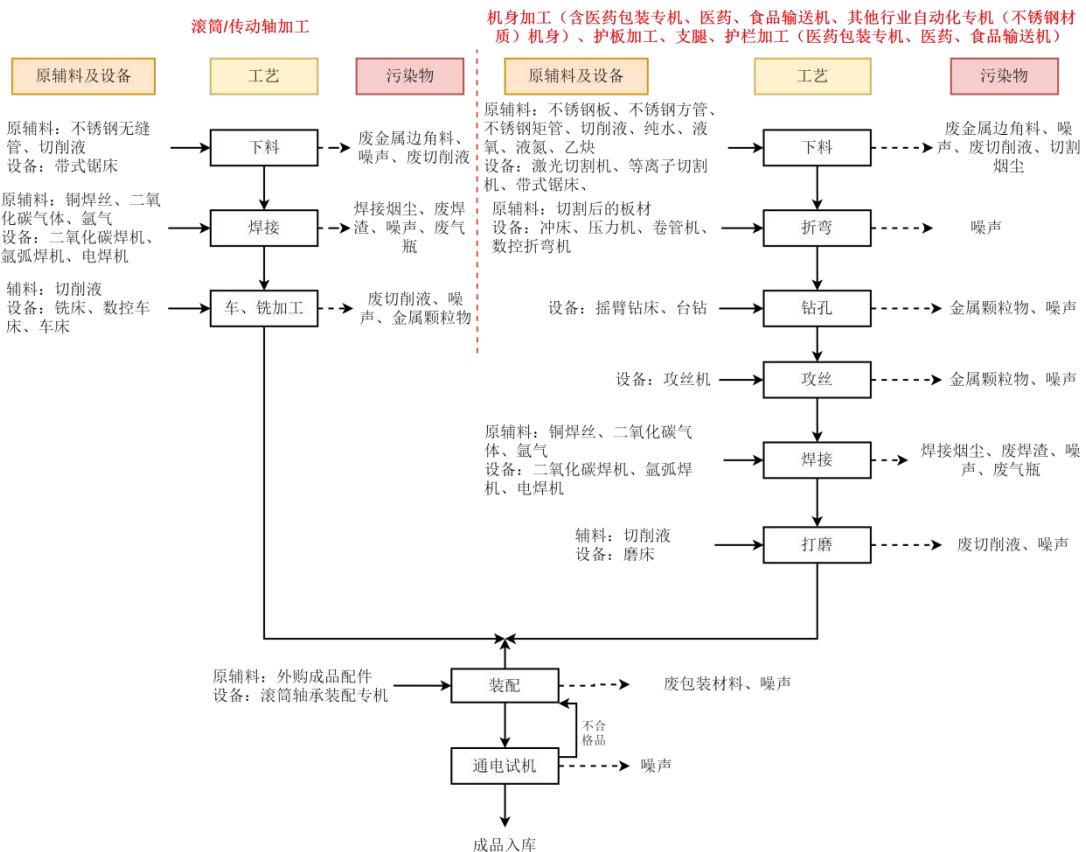 滚筒/传动轴加工
原辅料及设备
工艺
污染物
原辅料：不锈钢无缝
管、切削液
设备：带式锯床
下料
废金属边角料、
噪声、废切削液
原辅料：铜焊丝、二氧
化碳气体、氩气
设备：二氧化碳焊机、
氩弧焊机、电焊机
焊接
焊接烟尘、废焊
渣、噪声、废气
瓶
辅料：切削液
设备：铣床、数控车
床、车床
车、铣加工
废切削液、噪
声、金属颗粒物
机身加工（含医药包装专机、医药、食品输送机、其他行业自动化专机（不锈钢材
质）机身）、护板加工、支腿、护栏加工（医药包装专机、医药、食品输送机）
原辅料及设备
工艺
污染物
原辅料：不锈钢板、不锈钢方管、
不锈钢矩管、切削液、纯水、液
氧、液氮、乙炔
设备：激光切割机、等离子切割
机、带式锯床、
下料
废金属边角料、噪
声、废切削液、切割
烟尘
原辅料：切割后的板材
设备：冲床、压力机、卷管机、
数控折弯机
折弯
噪声
设备：摇臂钻床、台钻
钻孔
金属颗粒物、噪声
设备：攻丝机
攻丝
金属颗粒物、噪声
原辅料：铜焊丝、二氧化碳气
体、氩气
设备：二氧化碳焊机、氩弧焊
机、电焊机
焊接
焊接烟尘、废焊渣、噪
声、废气瓶
辅料：切削液
设备：磨床
打磨
废切削液、噪声
原辅料：外购成品配件
设备：滚筒轴承装配专机
装配
废包装材料、噪声
不合
格品
通电试机
噪声
成品入库